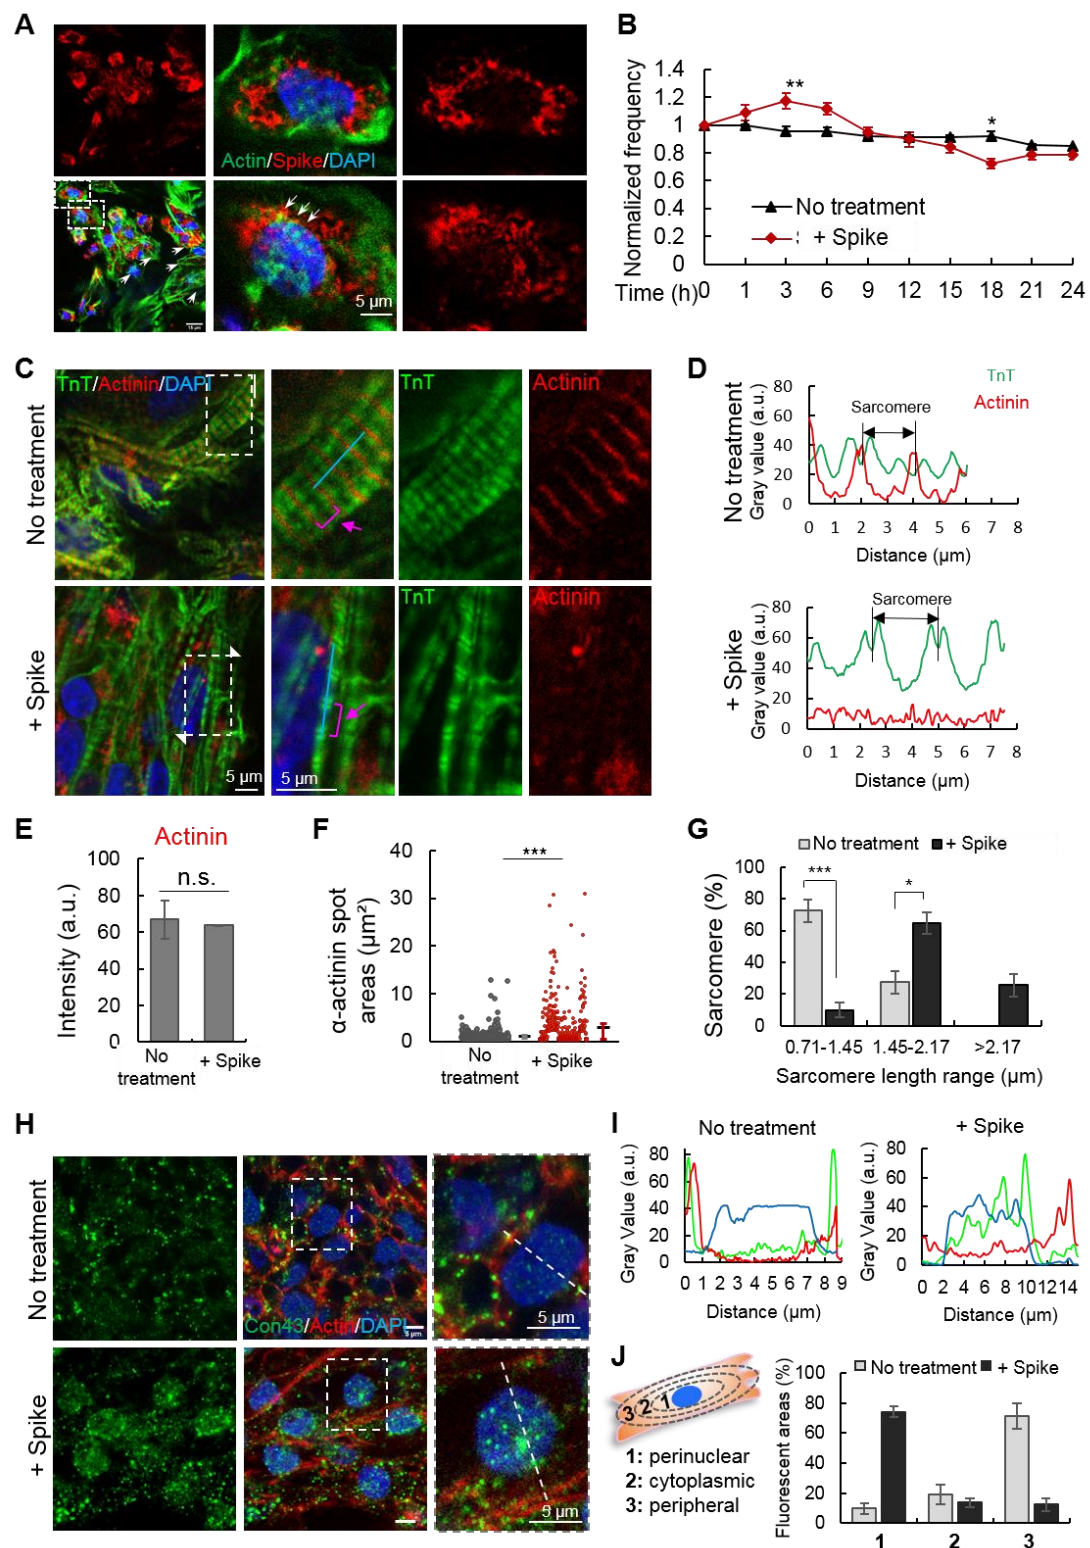 A
Actin/Spike/DAPI
5 µm
B
Normalized frequency
1.4
1.2
1
0.8
0.6
0.4
0.2
0
**
*
No treatment
+ Spike
Time (h)
0 1 3 6 9 12 15 18 21 24
C
No treatment
TnT/Actinin/DAPI
TnT
Actinin
+ Spike
TnT
Actinin
5 µm
5 µm
D
TnT
Actinin
No treatment
Gray value (a.u.)
80
60
40
20
0
Sarcomere
0 1 2 3 4 5 6 7 8
Distance (µm)
+ Spike
Gray value (a.u.)
80
60
40
20
0
Sarcomere
0 1 2 3 4 5 6 7 8
Distance (µm)
E
Actinin
Intensity (a.u.)
100
80
60
40
20
0
n.s.
No treatment
+ Spike
F
α-actinin spot areas (µm²)
40
30
20
10
0
***
No treatment
+ Spike
G
No treatment + Spike
Sarcomere (%)
100
80
60
40
20
0
***
*
0.71-1.45 1.45-2.17 >2.17
Sarcomere length range (µm)
H
No treatment
Con43/Actin/DAPI
5 µm
5 µm
+ Spike
5 µm
I
No treatment
Gray Value (a.u.)
80
60
40
20
0
0 1 2 3 4 5 6 7 8 9
Distance (µm)
+ Spike
Gray Value (a.u.)
80
60
40
20
0
0 2 4 6 8 10 12 14
Distance (µm)
J
3 2 1
1: perinuclear
2: cytoplasmic
3: peripheral
No treatment + Spike
Fluorescent areas (%)
100
80
60
40
20
0
1 2 3